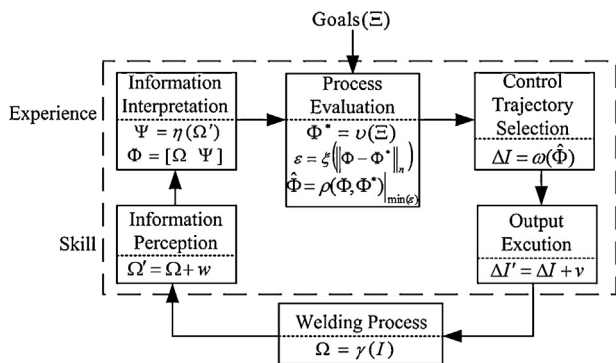 Goals(Ξ)
Experience
Information
Interpretation
Ψ = η(Ω′)
Φ = [Ω Ψ]
Process
Evaluation
Φ* = υ(Ξ)
ε = ξ(‖Φ − Φ*‖ₙ)
Φ̂ = ρ(Φ, Φ*)|min(ε)
Control
Trajectory
Selection
ΔI = ω(Φ̂)
Skill
Information
Perception
Ω′ = Ω + w
Output
Excution
ΔI′ = ΔI + v
Welding Process
Ω = γ(I)